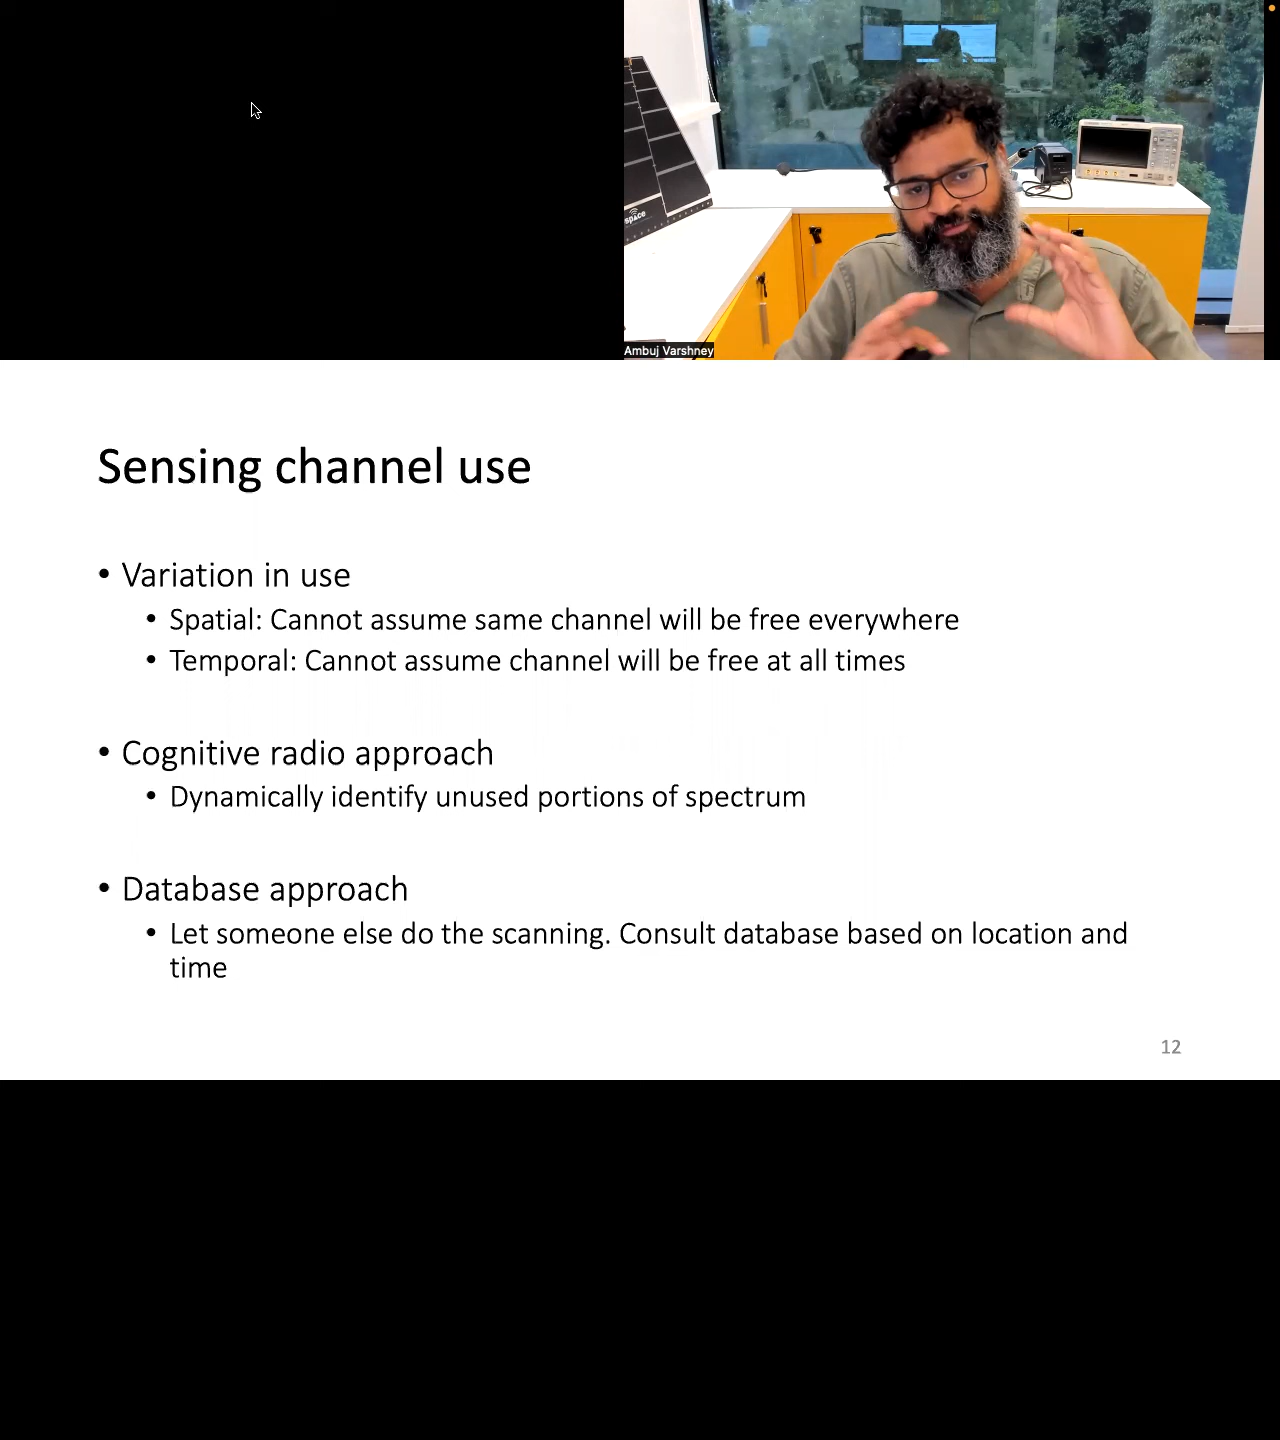 space
Ambuj Varshney
Sensing channel use
• Variation in use
• Spatial: Cannot assume same channel will be free everywhere
• Temporal: Cannot assume channel will be free at all times
• Cognitive radio approach
• Dynamically identify unused portions of spectrum
• Database approach
• Let someone else do the scanning. Consult database based on location and
time
12